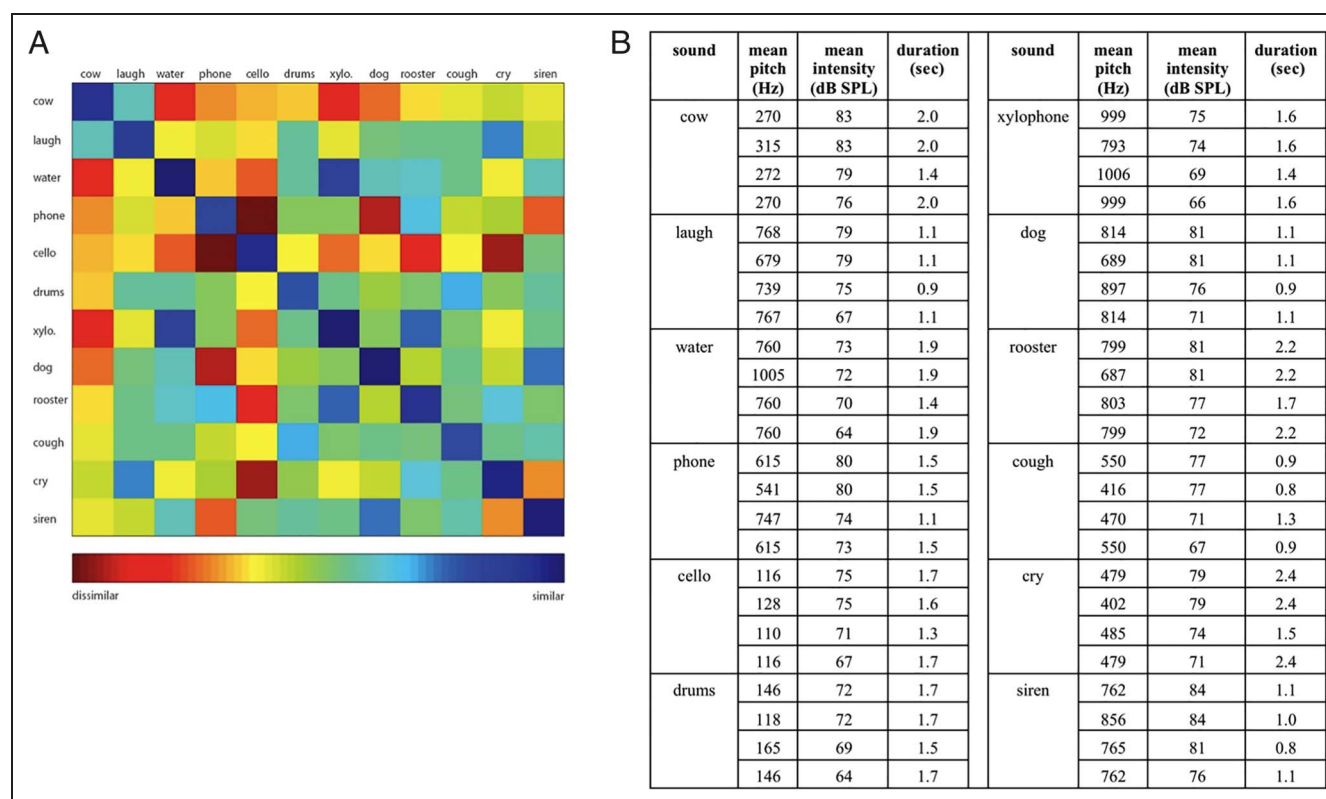 A
cow laugh water phone cello drums xylo. dog rooster cough cry siren
cow
laugh
water
phone
cello
drums
xylo.
dog
rooster
cough
cry
siren
dissimilar similar
B
sound mean pitch (Hz) mean intensity (dB SPL) duration (sec) sound mean pitch (Hz) mean intensity (dB SPL) duration (sec)
cow 270 83 2.0 xylophone 999 75 1.6
315 83 2.0 793 74 1.6
272 79 1.4 1006 69 1.4
270 76 2.0 999 66 1.6
laugh 768 79 1.1 dog 814 81 1.1
679 79 1.1 689 81 1.1
739 75 0.9 897 76 0.9
767 67 1.1 814 71 1.1
water 760 73 1.9 rooster 799 81 2.2
1005 72 1.9 687 81 2.2
760 70 1.4 803 77 1.7
760 64 1.9 799 72 2.2
phone 615 80 1.5 cough 550 77 0.9
541 80 1.5 416 77 0.8
747 74 1.1 470 71 1.3
615 73 1.5 550 67 0.9
cello 116 75 1.7 cry 479 79 2.4
128 75 1.6 402 79 2.4
110 71 1.3 485 74 1.5
116 67 1.7 479 71 2.4
drums 146 72 1.7 siren 762 84 1.1
118 72 1.7 856 84 1.0
165 69 1.5 765 81 0.8
146 64 1.7 762 76 1.1